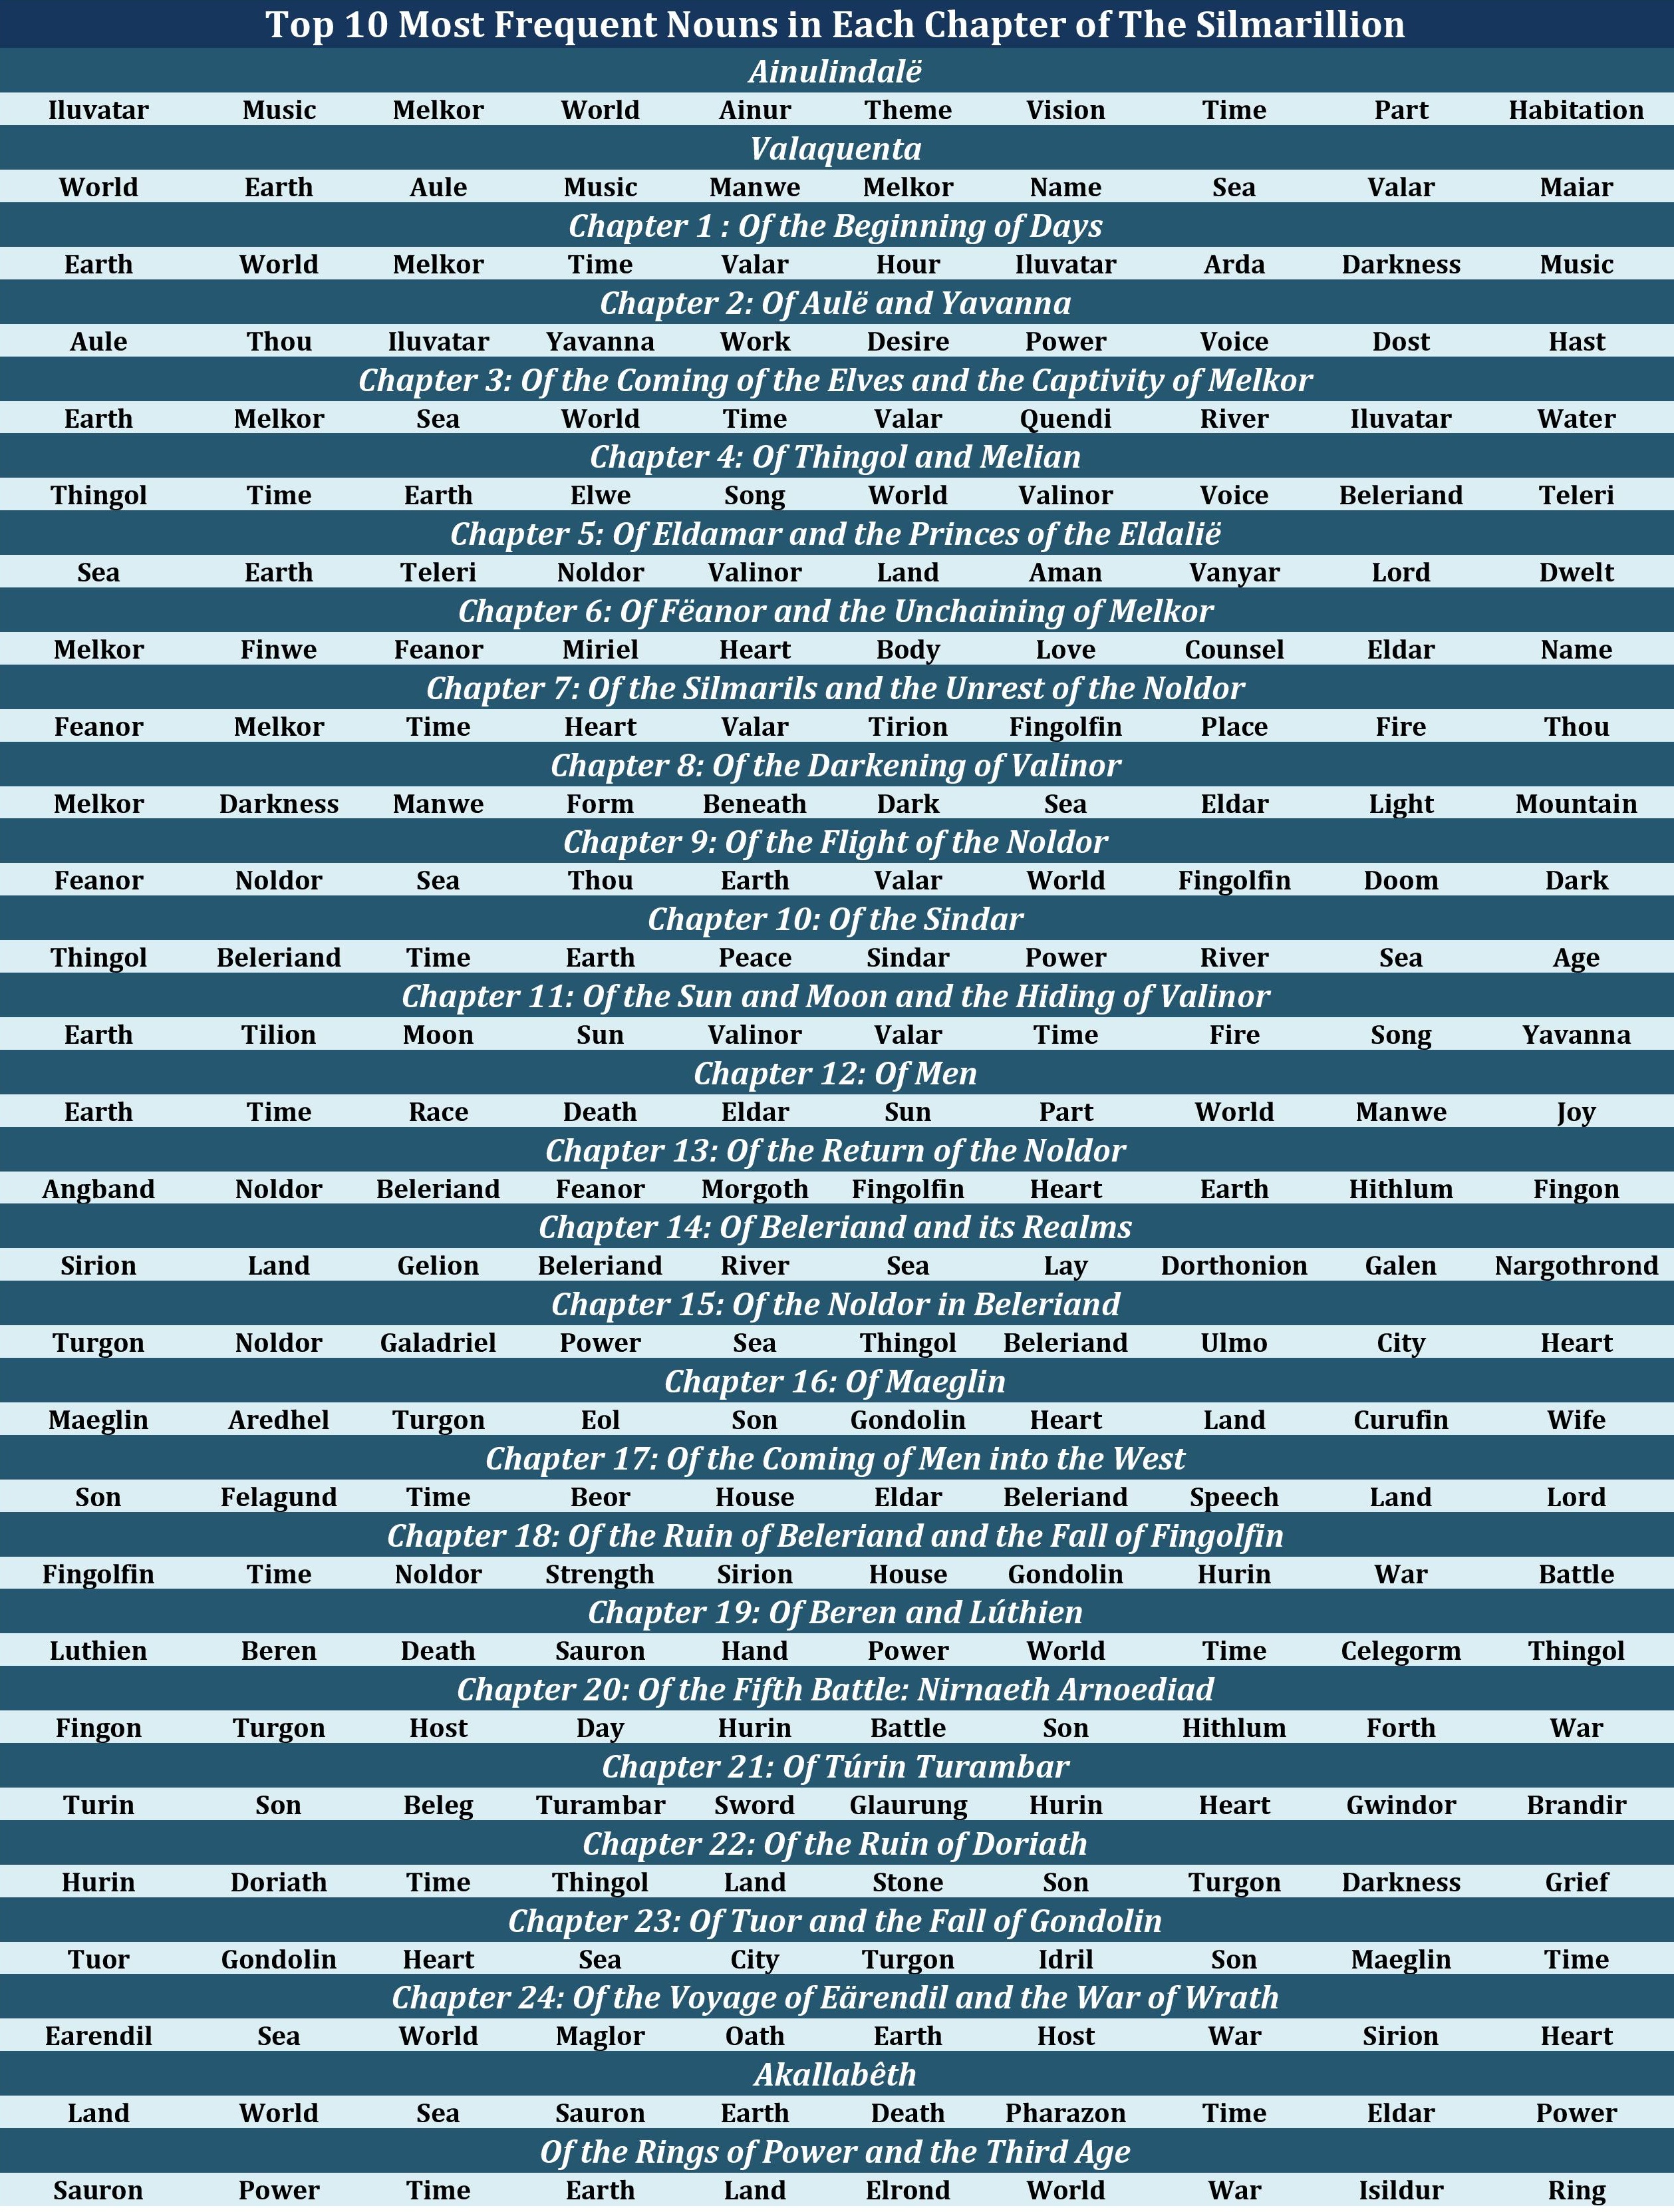 Top 10 Most Frequent Nouns in Each Chapter of The Silmarillion
Ainulindalë
Iluvatar Music Melkor World Ainur Theme Vision Time Part Habitation
Valaquenta
World Earth Aule Music Manwe Melkor Name Sea Valar Maiar
Chapter 1 : Of the Beginning of Days
Earth World Melkor Time Valar Hour Iluvatar Arda Darkness Music
Chapter 2: Of Aulë and Yavanna
Aule Thou Iluvatar Yavanna Work Desire Power Voice Dost Hast
Chapter 3: Of the Coming of the Elves and the Captivity of Melkor
Earth Melkor Sea World Time Valar Quendi River Iluvatar Water
Chapter 4: Of Thingol and Melian
Thingol Time Earth Elwe Song World Valinor Voice Beleriand Teleri
Chapter 5: Of Eldamar and the Princes of the Eldalië
Sea Earth Teleri Noldor Valinor Land Aman Vanyar Lord Dwelt
Chapter 6: Of Fëanor and the Unchaining of Melkor
Melkor Finwe Feanor Miriel Heart Body Love Counsel Eldar Name
Chapter 7: Of the Silmarils and the Unrest of the Noldor
Feanor Melkor Time Heart Valar Tirion Fingolfin Place Fire Thou
Chapter 8: Of the Darkening of Valinor
Melkor Darkness Manwe Form Beneath Dark Sea Eldar Light Mountain
Chapter 9: Of the Flight of the Noldor
Feanor Noldor Sea Thou Earth Valar World Fingolfin Doom Dark
Chapter 10: Of the Sindar
Thingol Beleriand Time Earth Peace Sindar Power River Sea Age
Chapter 11: Of the Sun and Moon and the Hiding of Valinor
Earth Tilion Moon Sun Valinor Valar Time Fire Song Yavanna
Chapter 12: Of Men
Earth Time Race Death Eldar Sun Part World Manwe Joy
Chapter 13: Of the Return of the Noldor
Angband Noldor Beleriand Feanor Morgoth Fingolfin Heart Earth Hithlum Fingon
Chapter 14: Of Beleriand and its Realms
Sirion Land Gelion Beleriand River Sea Lay Dorthonion Galen Nargothrond
Chapter 15: Of the Noldor in Beleriand
Turgon Noldor Galadriel Power Sea Thingol Beleriand Ulmo City Heart
Chapter 16: Of Maeglin
Maeglin Aredhel Turgon Eol Son Gondolin Heart Land Curufin Wife
Chapter 17: Of the Coming of Men into the West
Son Felagund Time Beor House Eldar Beleriand Speech Land Lord
Chapter 18: Of the Ruin of Beleriand and the Fall of Fingolfin
Fingolfin Time Noldor Strength Sirion House Gondolin Hurin War Battle
Chapter 19: Of Beren and Lúthien
Luthien Beren Death Sauron Hand Power World Time Celegorm Thingol
Chapter 20: Of the Fifth Battle: Nirnaeth Arnoediad
Fingon Turgon Host Day Hurin Battle Son Hithlum Forth War
Chapter 21: Of Túrin Turambar
Turin Son Beleg Turambar Sword Glaurung Hurin Heart Gwindor Brandir
Chapter 22: Of the Ruin of Doriath
Hurin Doriath Time Thingol Land Stone Son Turgon Darkness Grief
Chapter 23: Of Tuor and the Fall of Gondolin
Tuor Gondolin Heart Sea City Turgon Idril Son Maeglin Time
Chapter 24: Of the Voyage of Eärendil and the War of Wrath
Earendil Sea World Maglor Oath Earth Host War Sirion Heart
Akallabêth
Land World Sea Sauron Earth Death Pharazon Time Eldar Power
Of the Rings of Power and the Third Age
Sauron Power Time Earth Land Elrond World War Isildur Ring